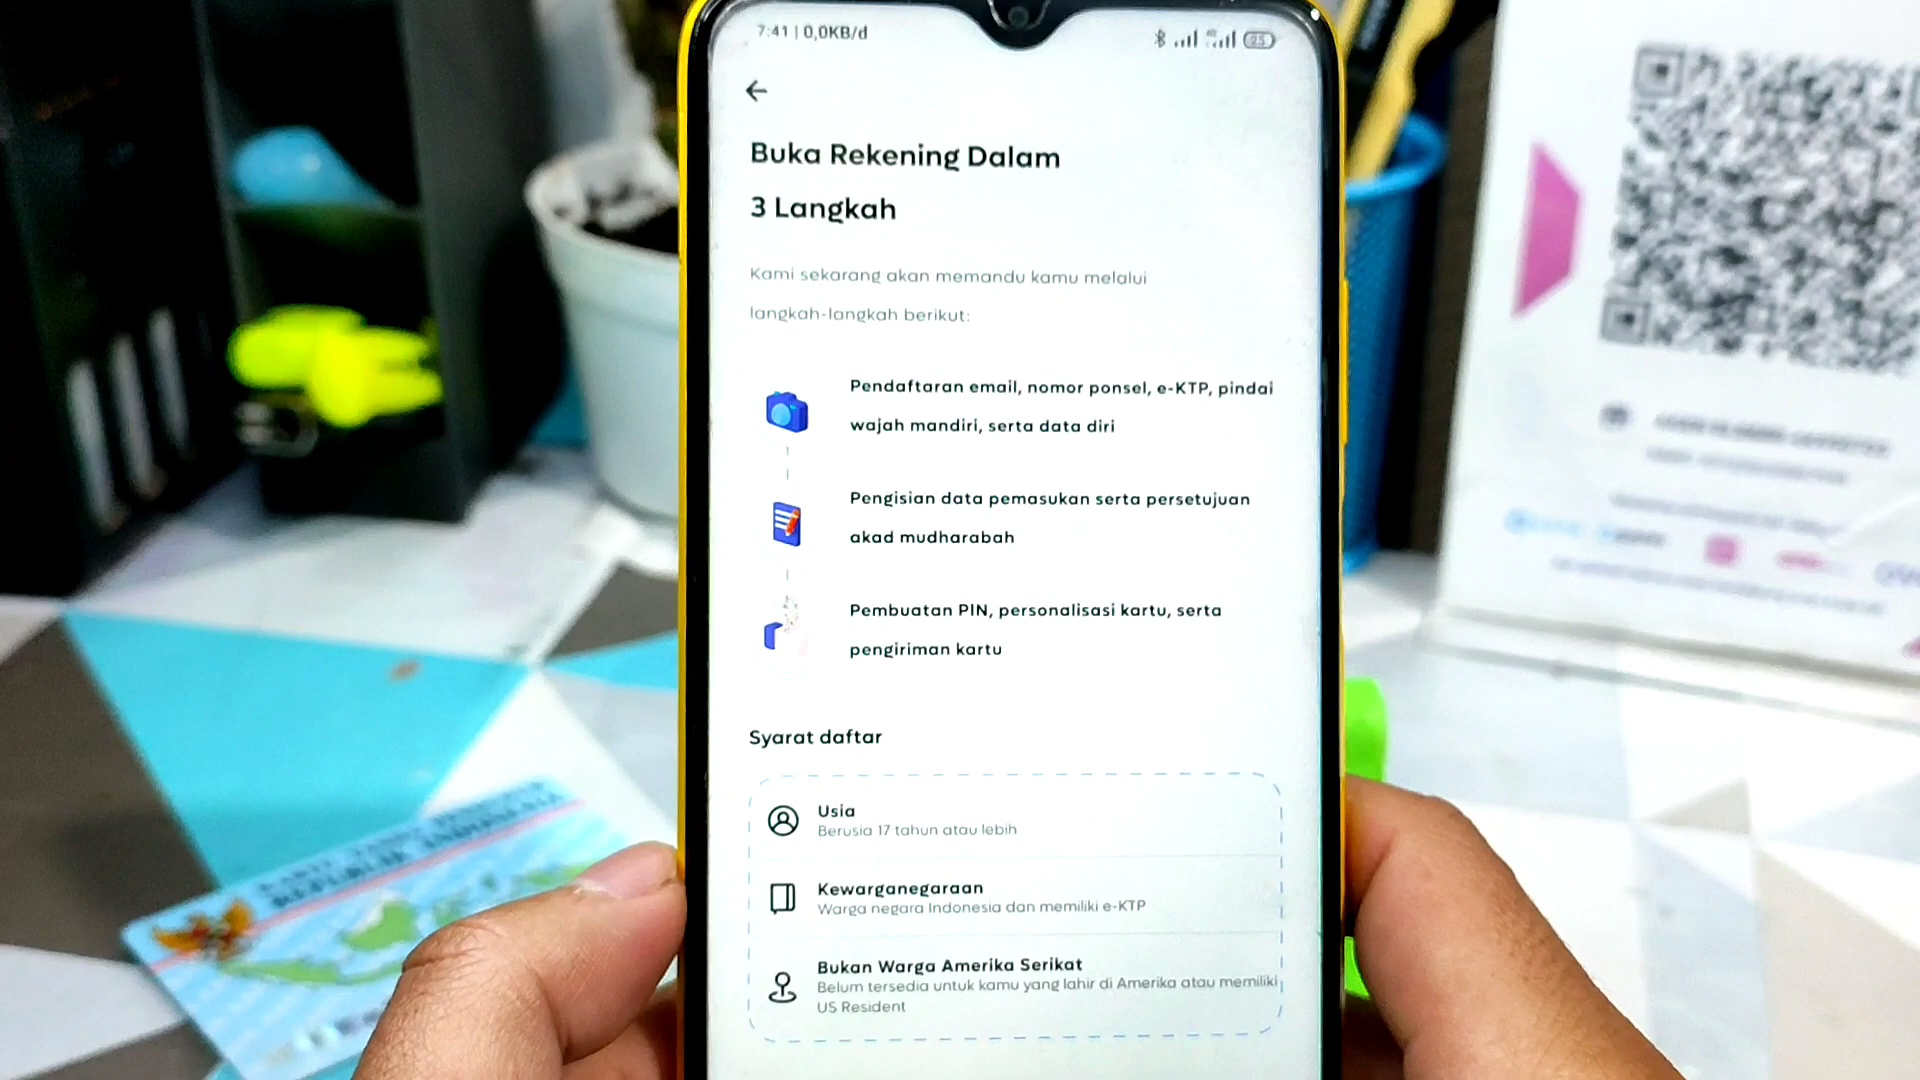 7:41 | 0,0KB/d
25
Buka Rekening Dalam
3 Langkah
Kami sekarang akan memandu kamu melalui
langkah-langkah berikut:
Pendaftaran email, nomor ponsel, e-KTP, pindai
wajah mandiri, serta data diri
Pengisian data pemasukan serta persetujuan
akad mudharabah
Pembuatan PIN, personalisasi kartu, serta
pengiriman kartu
Syarat daftar
Usia
Berusia 17 tahun atau lebih
Kewarganegaraan
Warga negara Indonesia dan memiliki e-KTP
Bukan Warga Amerika Serikat
Belum tersedia untuk kamu yang lahir di Amerika atau memiliki
US Resident
REPUBLIK INDONESIA